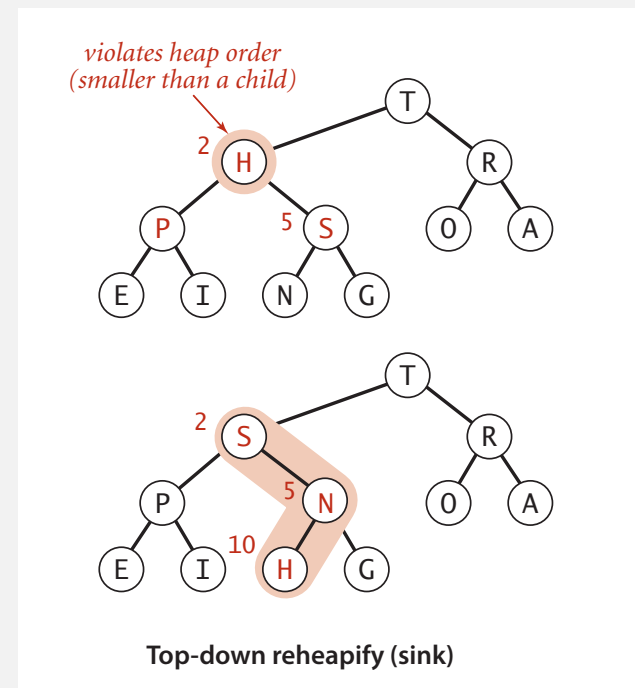 violates heap order
(smaller than a child)
T
2 H R
P 5 S O A
E I N G
T
2 S R
P 5 N O A
10
E I H G
Top-down reheapify (sink)